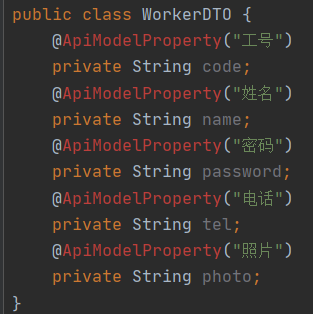 public class WorkerDTO {
@ApiModelProperty("工号")
private String code;
@ApiModelProperty("姓名")
private String name;
@ApiModelProperty("密码")
private String password;
@ApiModelProperty("电话")
private String tel;
@ApiModelProperty("照片")
private String photo;
}